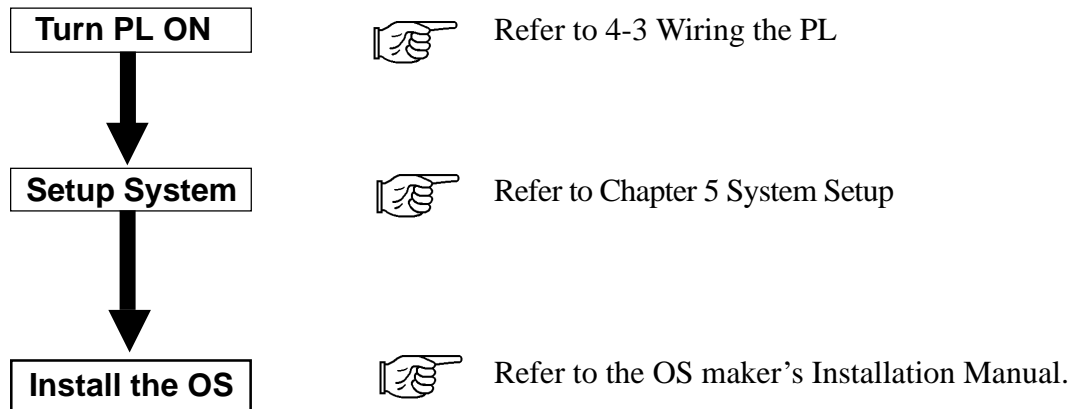 Turn PL ON
Refer to 4-3 Wiring the PL
Setup System
Refer to Chapter 5 System Setup
Install the OS
Refer to the OS maker’s Installation Manual.